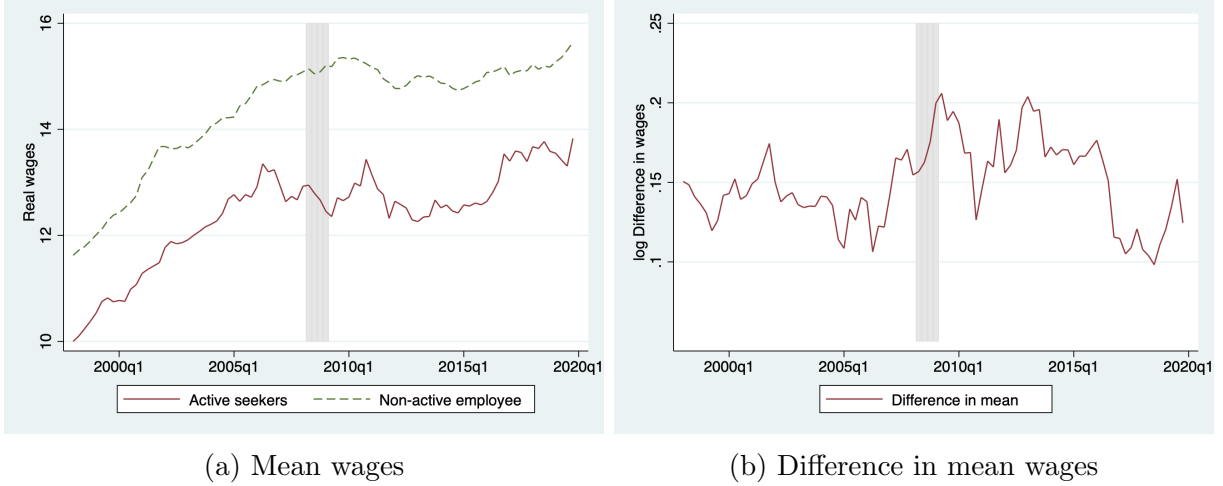 16
14
12
10
Real wages
2000q1
2005q1
2010q1
2015q1
2020q1
Active seekers
Non-active employee
(a) Mean wages
.25
.2
.15
.1
log Difference in wages
2000q1
2005q1
2010q1
2015q1
2020q1
Difference in mean
(b) Difference in mean wages